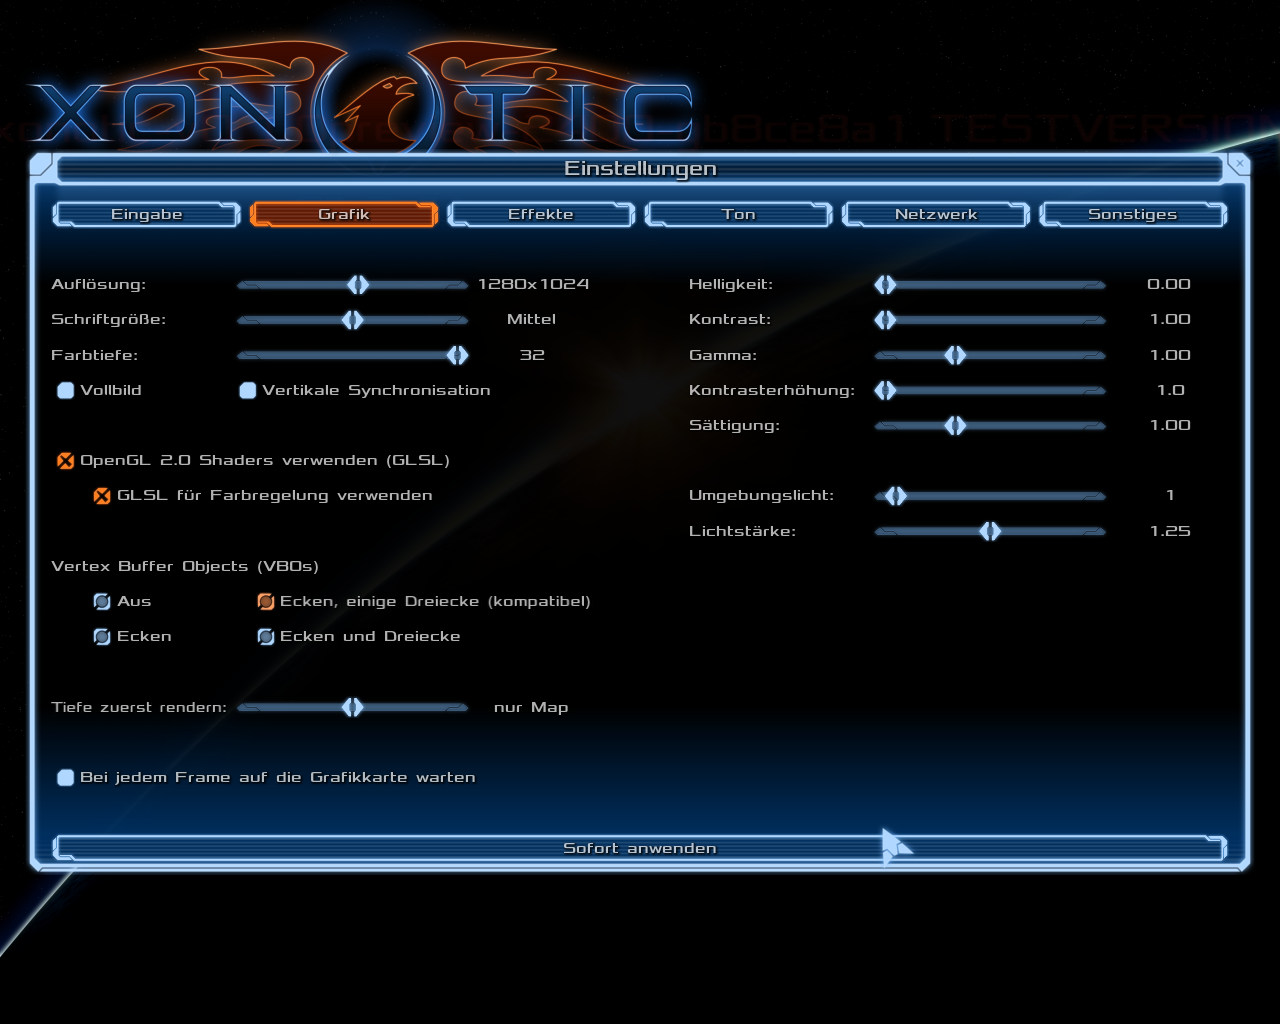 XONOTIC
b8ce8a 1 TESTVERSION
Einstellungen
Eingabe Grafik Effekte Ton Netzwerk Sonstiges
Auflösung: 1280x1024
Schriftgröße: Mittel
Farbtiefe: 32
Vollbild Vertikale Synchronisation
OpenGL 2.0 Shaders verwenden (GLSL)
GLSL für Farbregelung verwenden
Vertex Buffer Objects (VBOs)
Aus Ecken, einige Dreiecke (kompatibel)
Ecken Ecken und Dreiecke
Tiefe zuerst rendern: nur Map
Bei jedem Frame auf die Grafikkarte warten
Helligkeit: 0.00
Kontrast: 1.00
Gamma: 1.00
Kontrasterhöhung: 1.0
Sättigung: 1.00
Umgebungslicht: 1
Lichtstärke: 1.25
Sofort anwenden